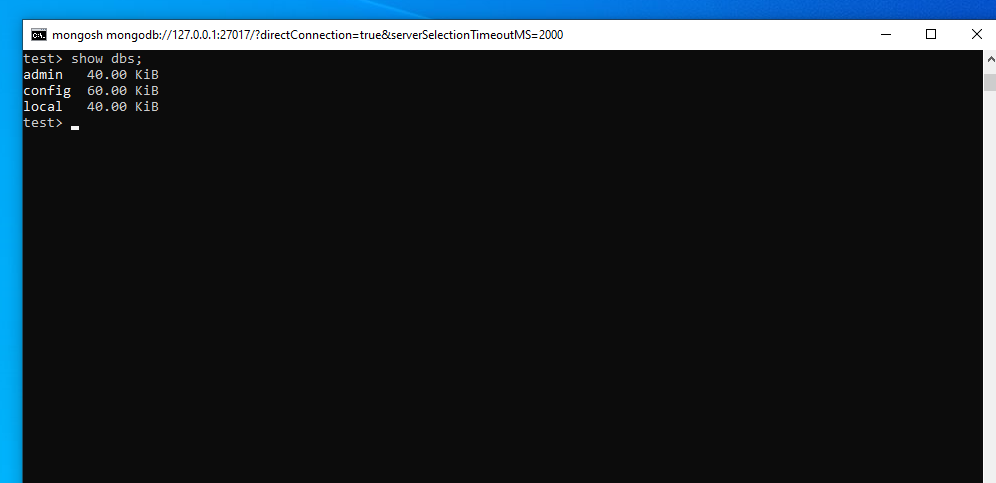 mongosh mongodb://127.0.0.1:27017/?directConnection=true&serverSelectionTimeoutMS=2000
test> show dbs;
admin   40.00 KiB
config  60.00 KiB
local   40.00 KiB
test>